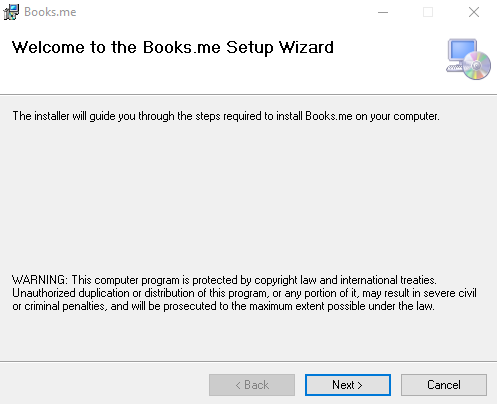 Books.me
Welcome to the Books.me Setup Wizard
The installer will guide you through the steps required to install Books.me on your computer.
WARNING: This computer program is protected by copyright law and international treaties.
Unauthorized duplication or distribution of this program, or any portion of it, may result in severe civil
or criminal penalties, and will be prosecuted to the maximum extent possible under the law.
< Back
Next >
Cancel